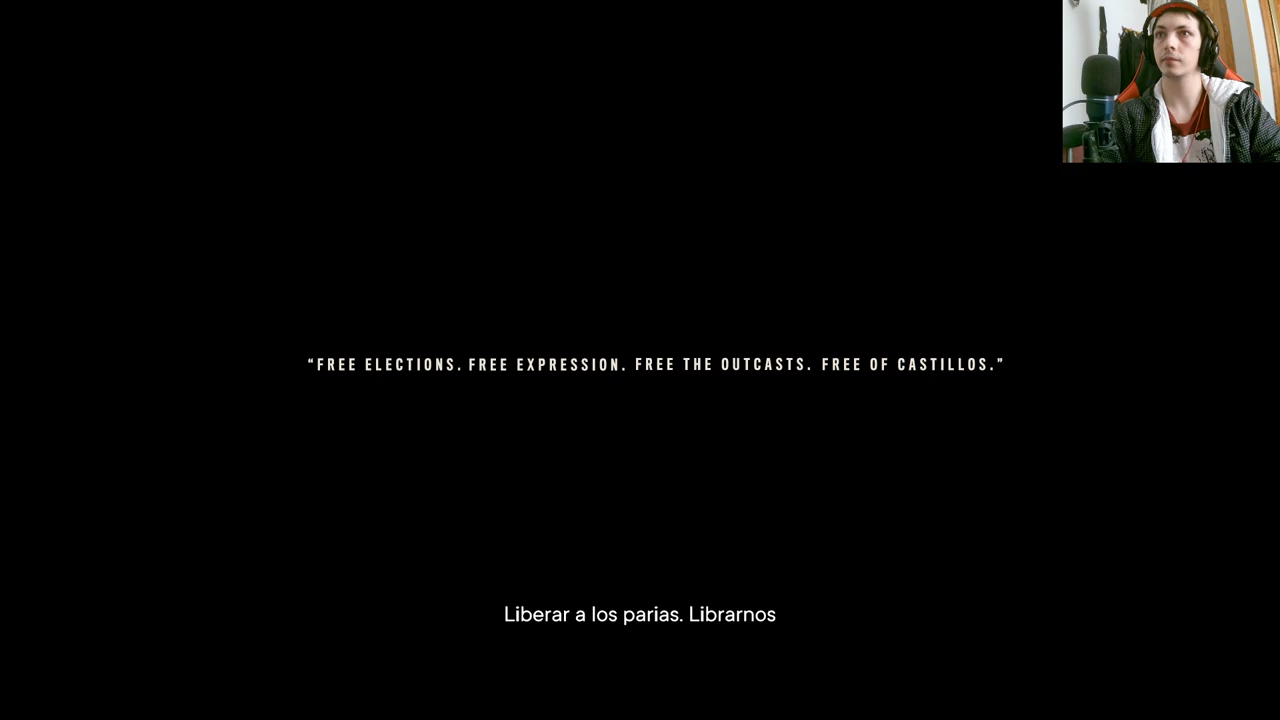 “FREE ELECTIONS. FREE EXPRESSION. FREE THE OUTCASTS. FREE OF CASTILLOS.”
Liberar a los parias. Librarnos